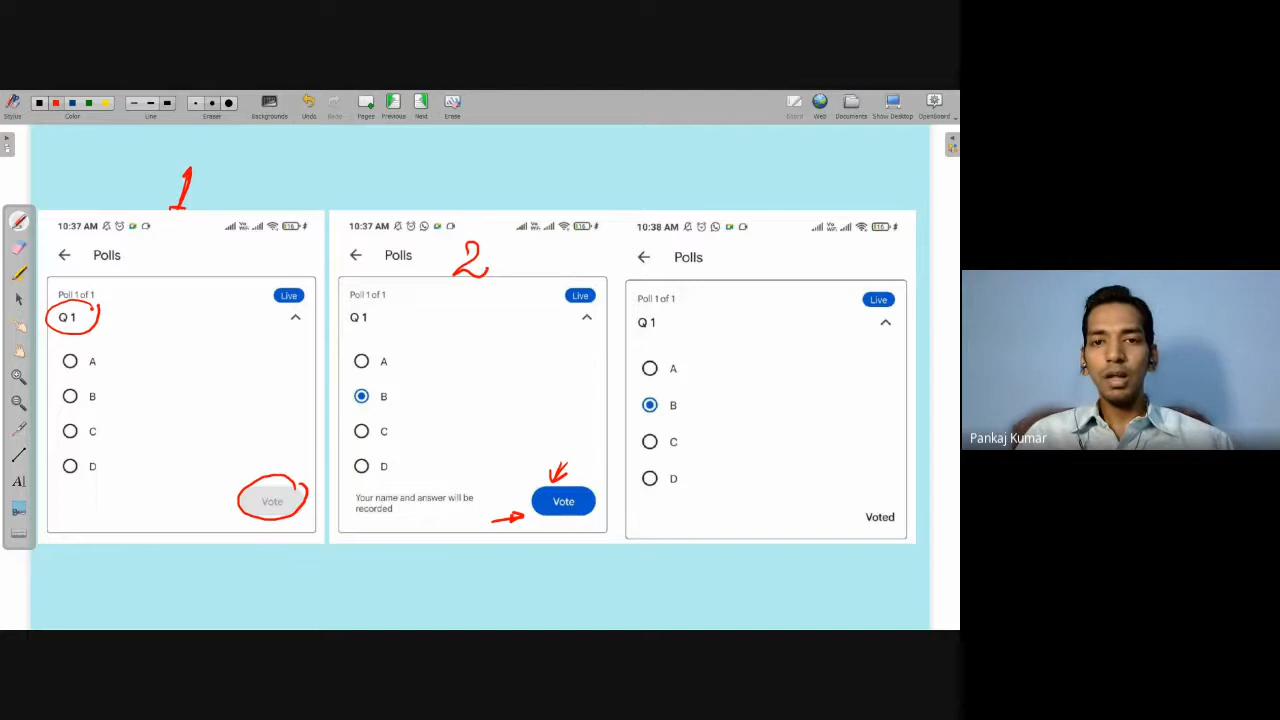 Stylus
Color
Line
Eraser
Backgrounds
Undo
Redo
Pages
Previous
Next
Erase
Board
Web
Documents
Show Desktop
OpenBoard
1
10:37 AM
Polls
Poll 1 of 1
Live
Q 1
A
B
C
D
Vote
10:37 AM
Polls
2
Poll 1 of 1
Live
Q 1
A
B
C
D
Your name and answer will be
recorded
Vote
10:38 AM
Polls
Poll 1 of 1
Live
Q 1
A
B
C
D
Voted
Pankaj Kumar